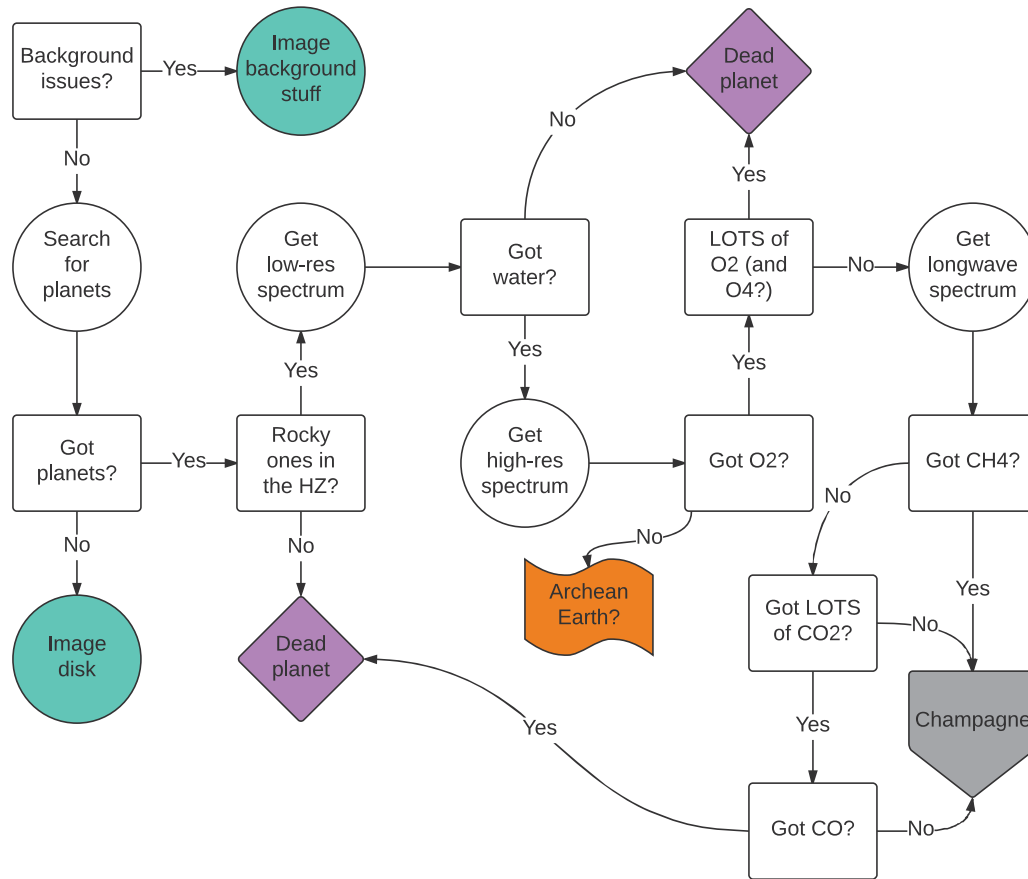 Background
issues?
Yes
Image
background
stuff
Dead
planet
No
No
Yes
Search
for
planets
Get
low-res
spectrum
Got
water?
LOTS of
O2 (and
O4?)
No
Get
longwave
spectrum
Yes
Yes
Yes
Got
planets?
Yes
Rocky
ones in
the HZ?
Get
high-res
spectrum
Got O2?
Got CH4?
No
No
No
No
Archean
Earth?
Yes
Got LOTS
of CO2?
No
Image
disk
Dead
planet
Champagne
Yes
Yes
Got CO?
No